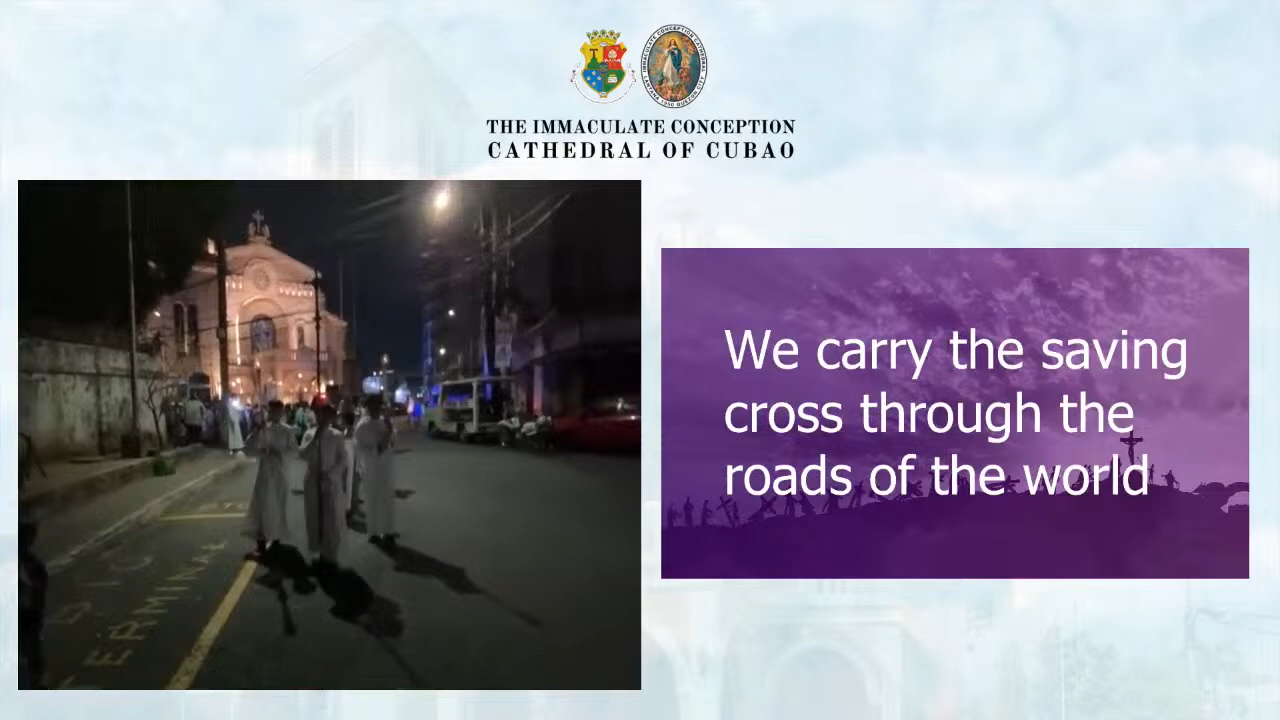 THE IMMACULATE CONCEPTION
CATHEDRAL OF CUBAO
We carry the saving
cross through the
roads of the world